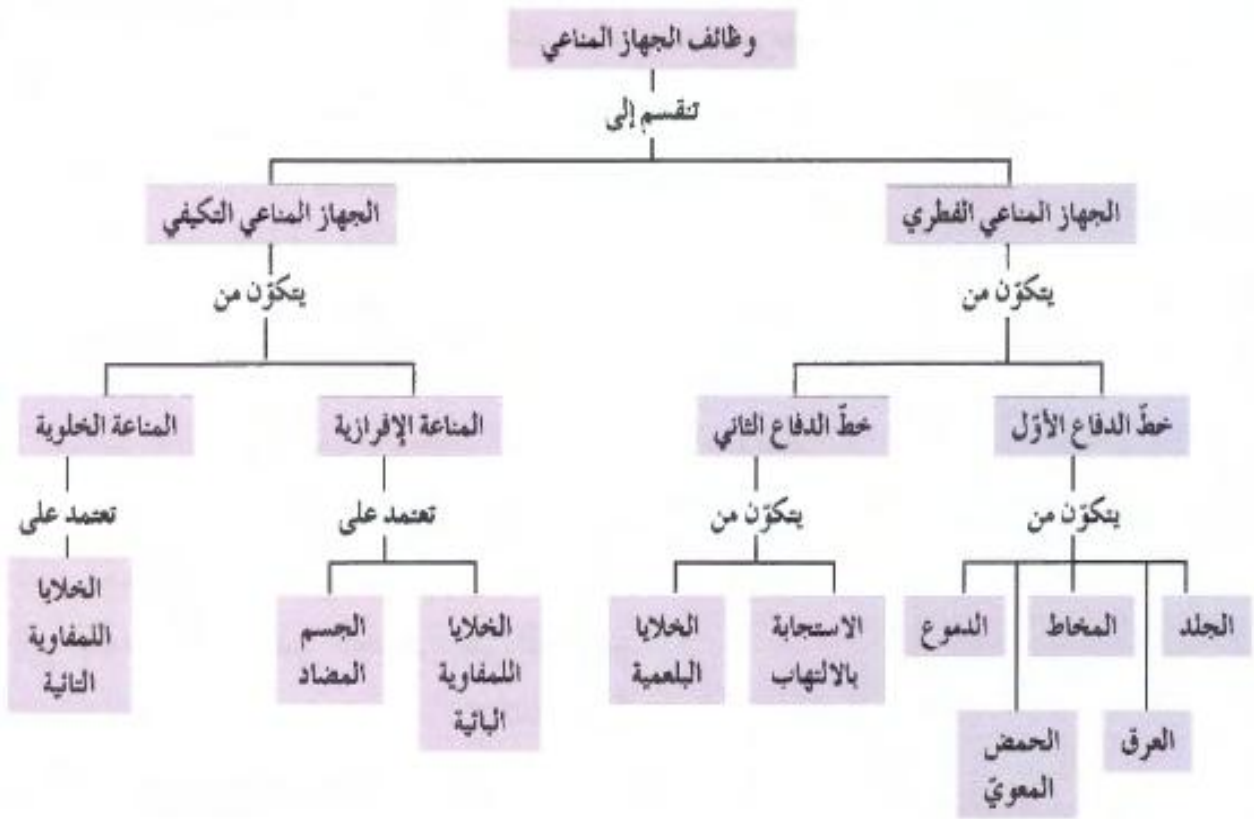 وظائف الجهاز المناعي
تنقسم إلى
الجهاز المناعي الفطري
الجهاز المناعي التكيفي
يتكوّن من
يتكوّن من
خطّ الدفاع الأوّل
خطّ الدفاع الثاني
المناعة الإفرازية
المناعة الخلوية
يتكوّن من
يتكوّن من
تعتمد على
تعتمد على
الجلد
العرق
المخاط
الحمض
المعويّ
الدموع
الاستجابة
بالالتهاب
الخلايا
البلعمية
الخلايا
اللمفاوية
البائية
الجسم
المضاد
الخلايا
اللمفاوية
التائية